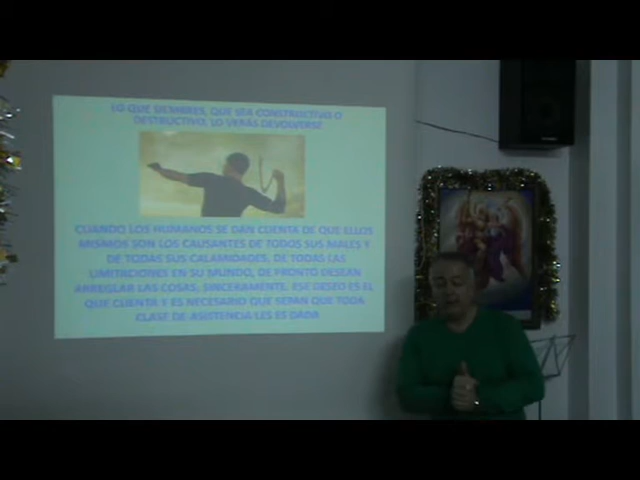 LO QUE SIEMBRES, QUE SEA CONSTRUCTIVO O
DESTRUCTIVO, LO VERAS DEVOLVERSE
CUANDO LOS HUMANOS SE DAN CUENTA DE QUE ELLOS
MISMOS SON LOS CAUSANTES DE TODOS SUS MALES Y
DE TODAS SUS CALAMIDADES, DE TODAS LAS
LIMITACIONES EN SU MUNDO, DE PRONTO DESEAN
ARREGLAR LAS COSAS, SINCERAMENTE. ESE DESEO ES EL
QUE CUENTA Y ES NECESARIO QUE SEPAN QUE TODA
CLASE DE ASISTENCIA LES ES DADA